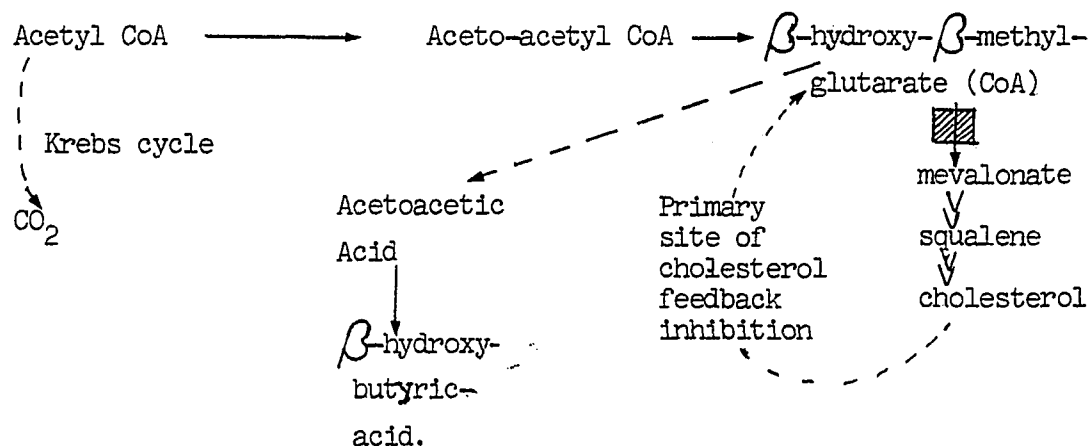 Acetyl CoA
Aceto-acetyl CoA
β-hydroxy-β-methyl-
glutarate (CoA)
Krebs cycle
CO2
Acetoacetic
Acid
β-hydroxy-
butyric-
acid.
Primary
site of
cholesterol
feedback
inhibition
mevalonate
squalene
cholesterol